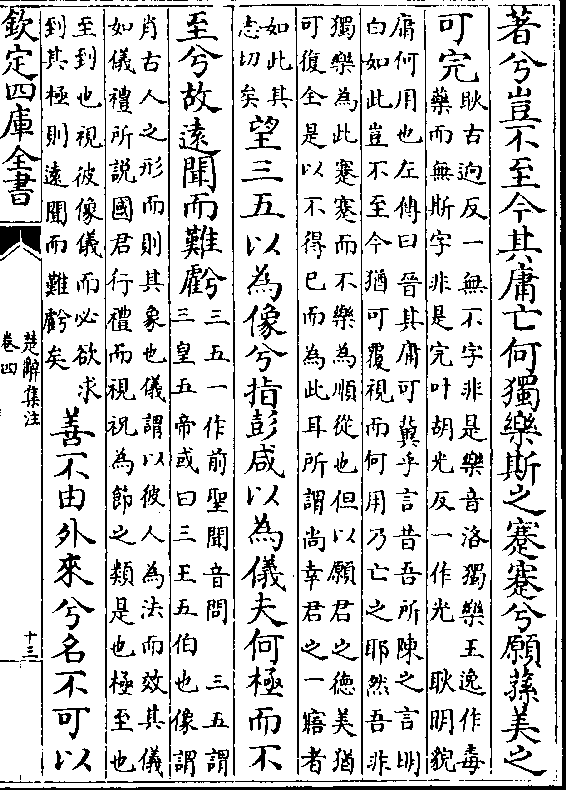 著兮豈不至今其庸亡何獨樂斯之蹇蹇兮願蓀美之
可完
耿古迥反一無不字非是樂音洛獨樂王逸作毒
藥而無斯字非是完叶胡光反一作光 耿明貌
庸何用也左傳曰晉其庸可冀乎言昔吾所陳之言明
白如此豈不至今猶可覆視而何用乃亡之耶然吾非
獨樂為此蹇蹇而不樂為順從也但以願君之德美猶
可復全是以不得已而為此耳所謂尚幸君之一寤者
如此其
志切矣
望三五以為像兮指彭咸以為儀夫何極而不
至兮故遠聞而難虧
三五一作前聖聞音問 三五謂
三皇五帝或曰三王五伯也像謂
肖古人之形而則其象也儀謂以彼人為法而效其儀
如儀禮所說國君行禮而視祝為節之類是也極至也
至到也視彼像儀而必欲求
到其極則遠聞而難虧矣
善不由外來兮名不可以
欽定四庫全書
楚辭集注
卷四
十三